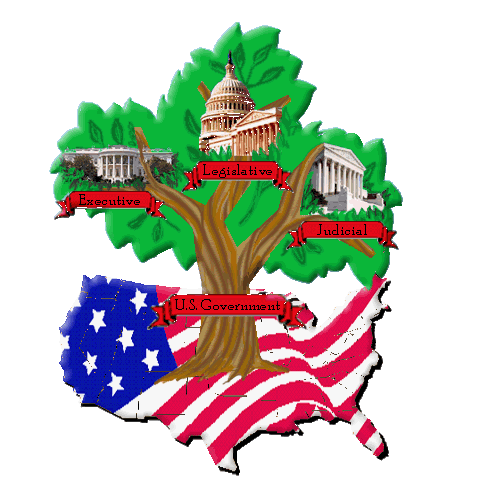 Legislative
Executive
Judicial
U.S. Government